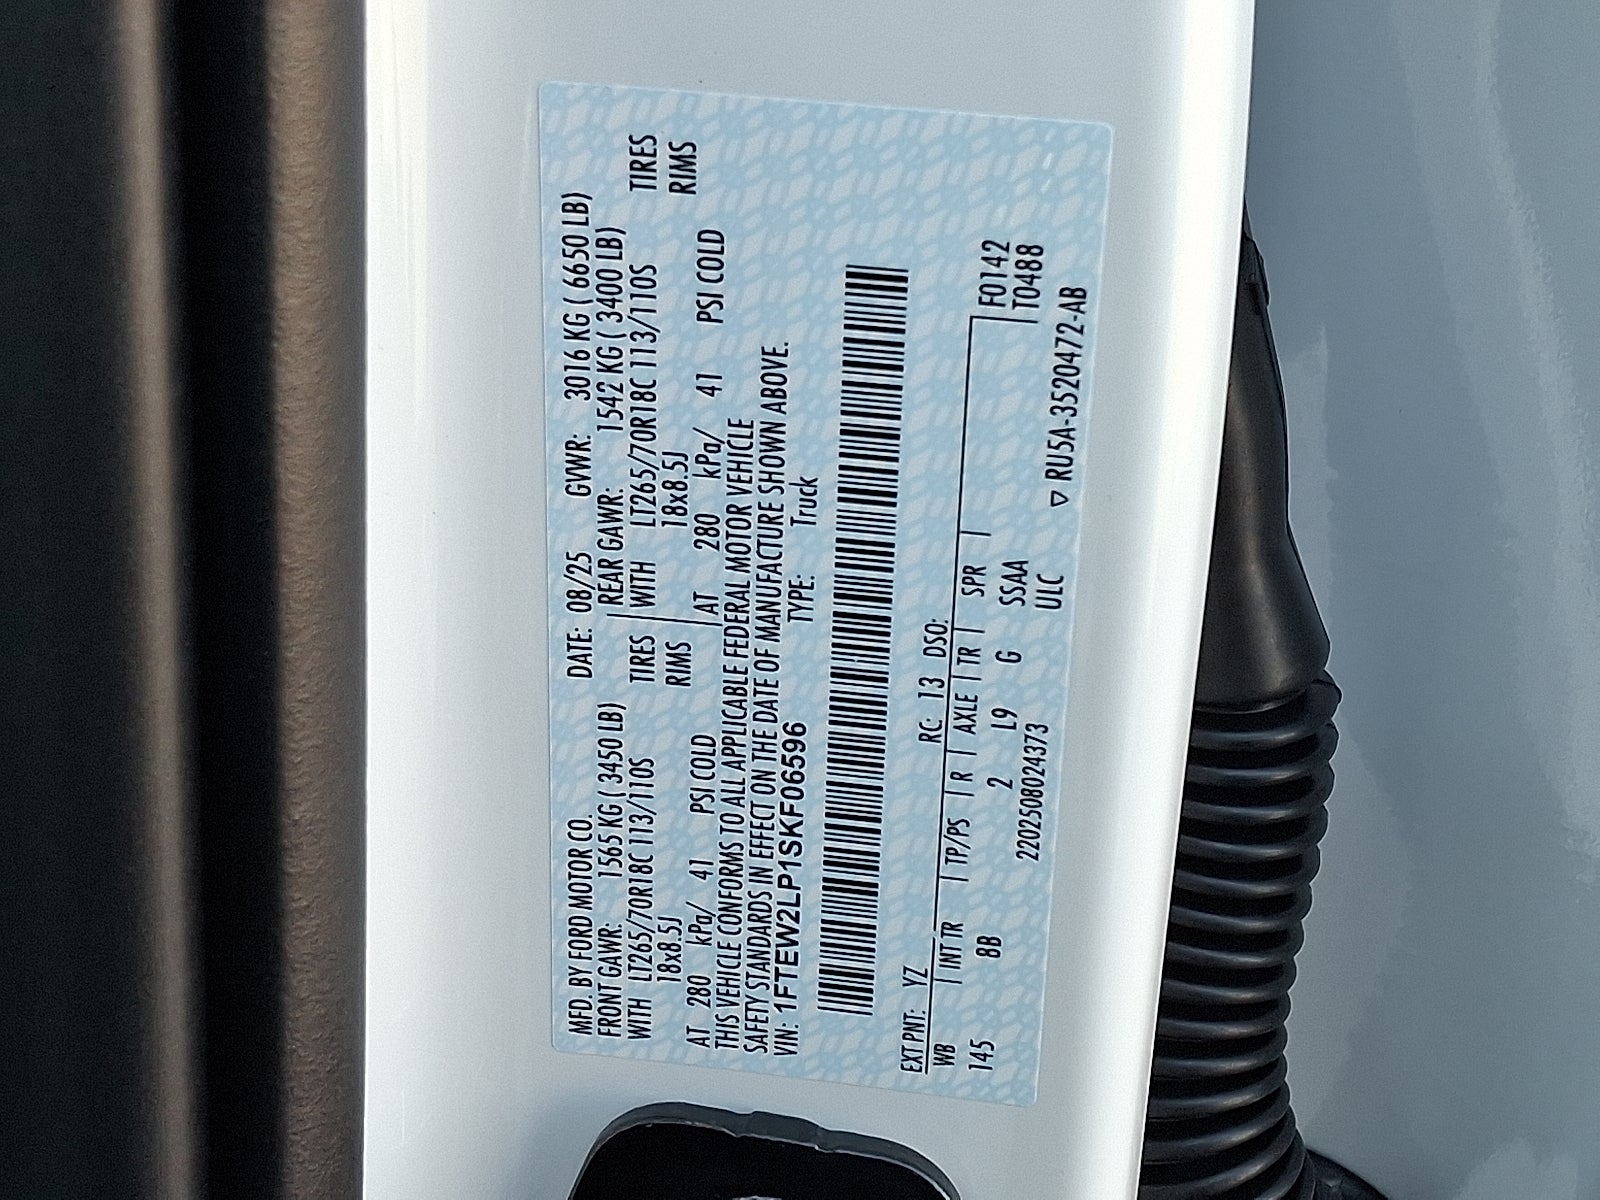 MFD. BY FORD MOTOR CO. DATE: 08/25 GVWR: 3016 KG ( 6650 LB)
FRONT GAWR: 1565 KG ( 3450 LB) REAR GAWR: 1542 KG ( 3400 LB)
WITH LT265/70R18C 113/110S TIRES WITH LT265/70R18C 113/110S TIRES
18x8.5J RIMS 18x8.5J RIMS
AT 280 kPa/ 41 PSI COLD AT 280 kPa/ 41 PSI COLD
THIS VEHICLE CONFORMS TO ALL APPLICABLE FEDERAL MOTOR VEHICLE
SAFETY STANDARDS IN EFFECT ON THE DATE OF MANUFACTURE SHOWN ABOVE.
VIN: 1FTEW2LP1SKF06596 TYPE: Truck
EXT PNT: YZ RC: 13 DSO:
WB INT TR TP/PS R AXLE TR SPR F0142
145 8B 2 L9 G SSAA T0488
2202508024373 ULC ▽ RU5A-3520472-AB